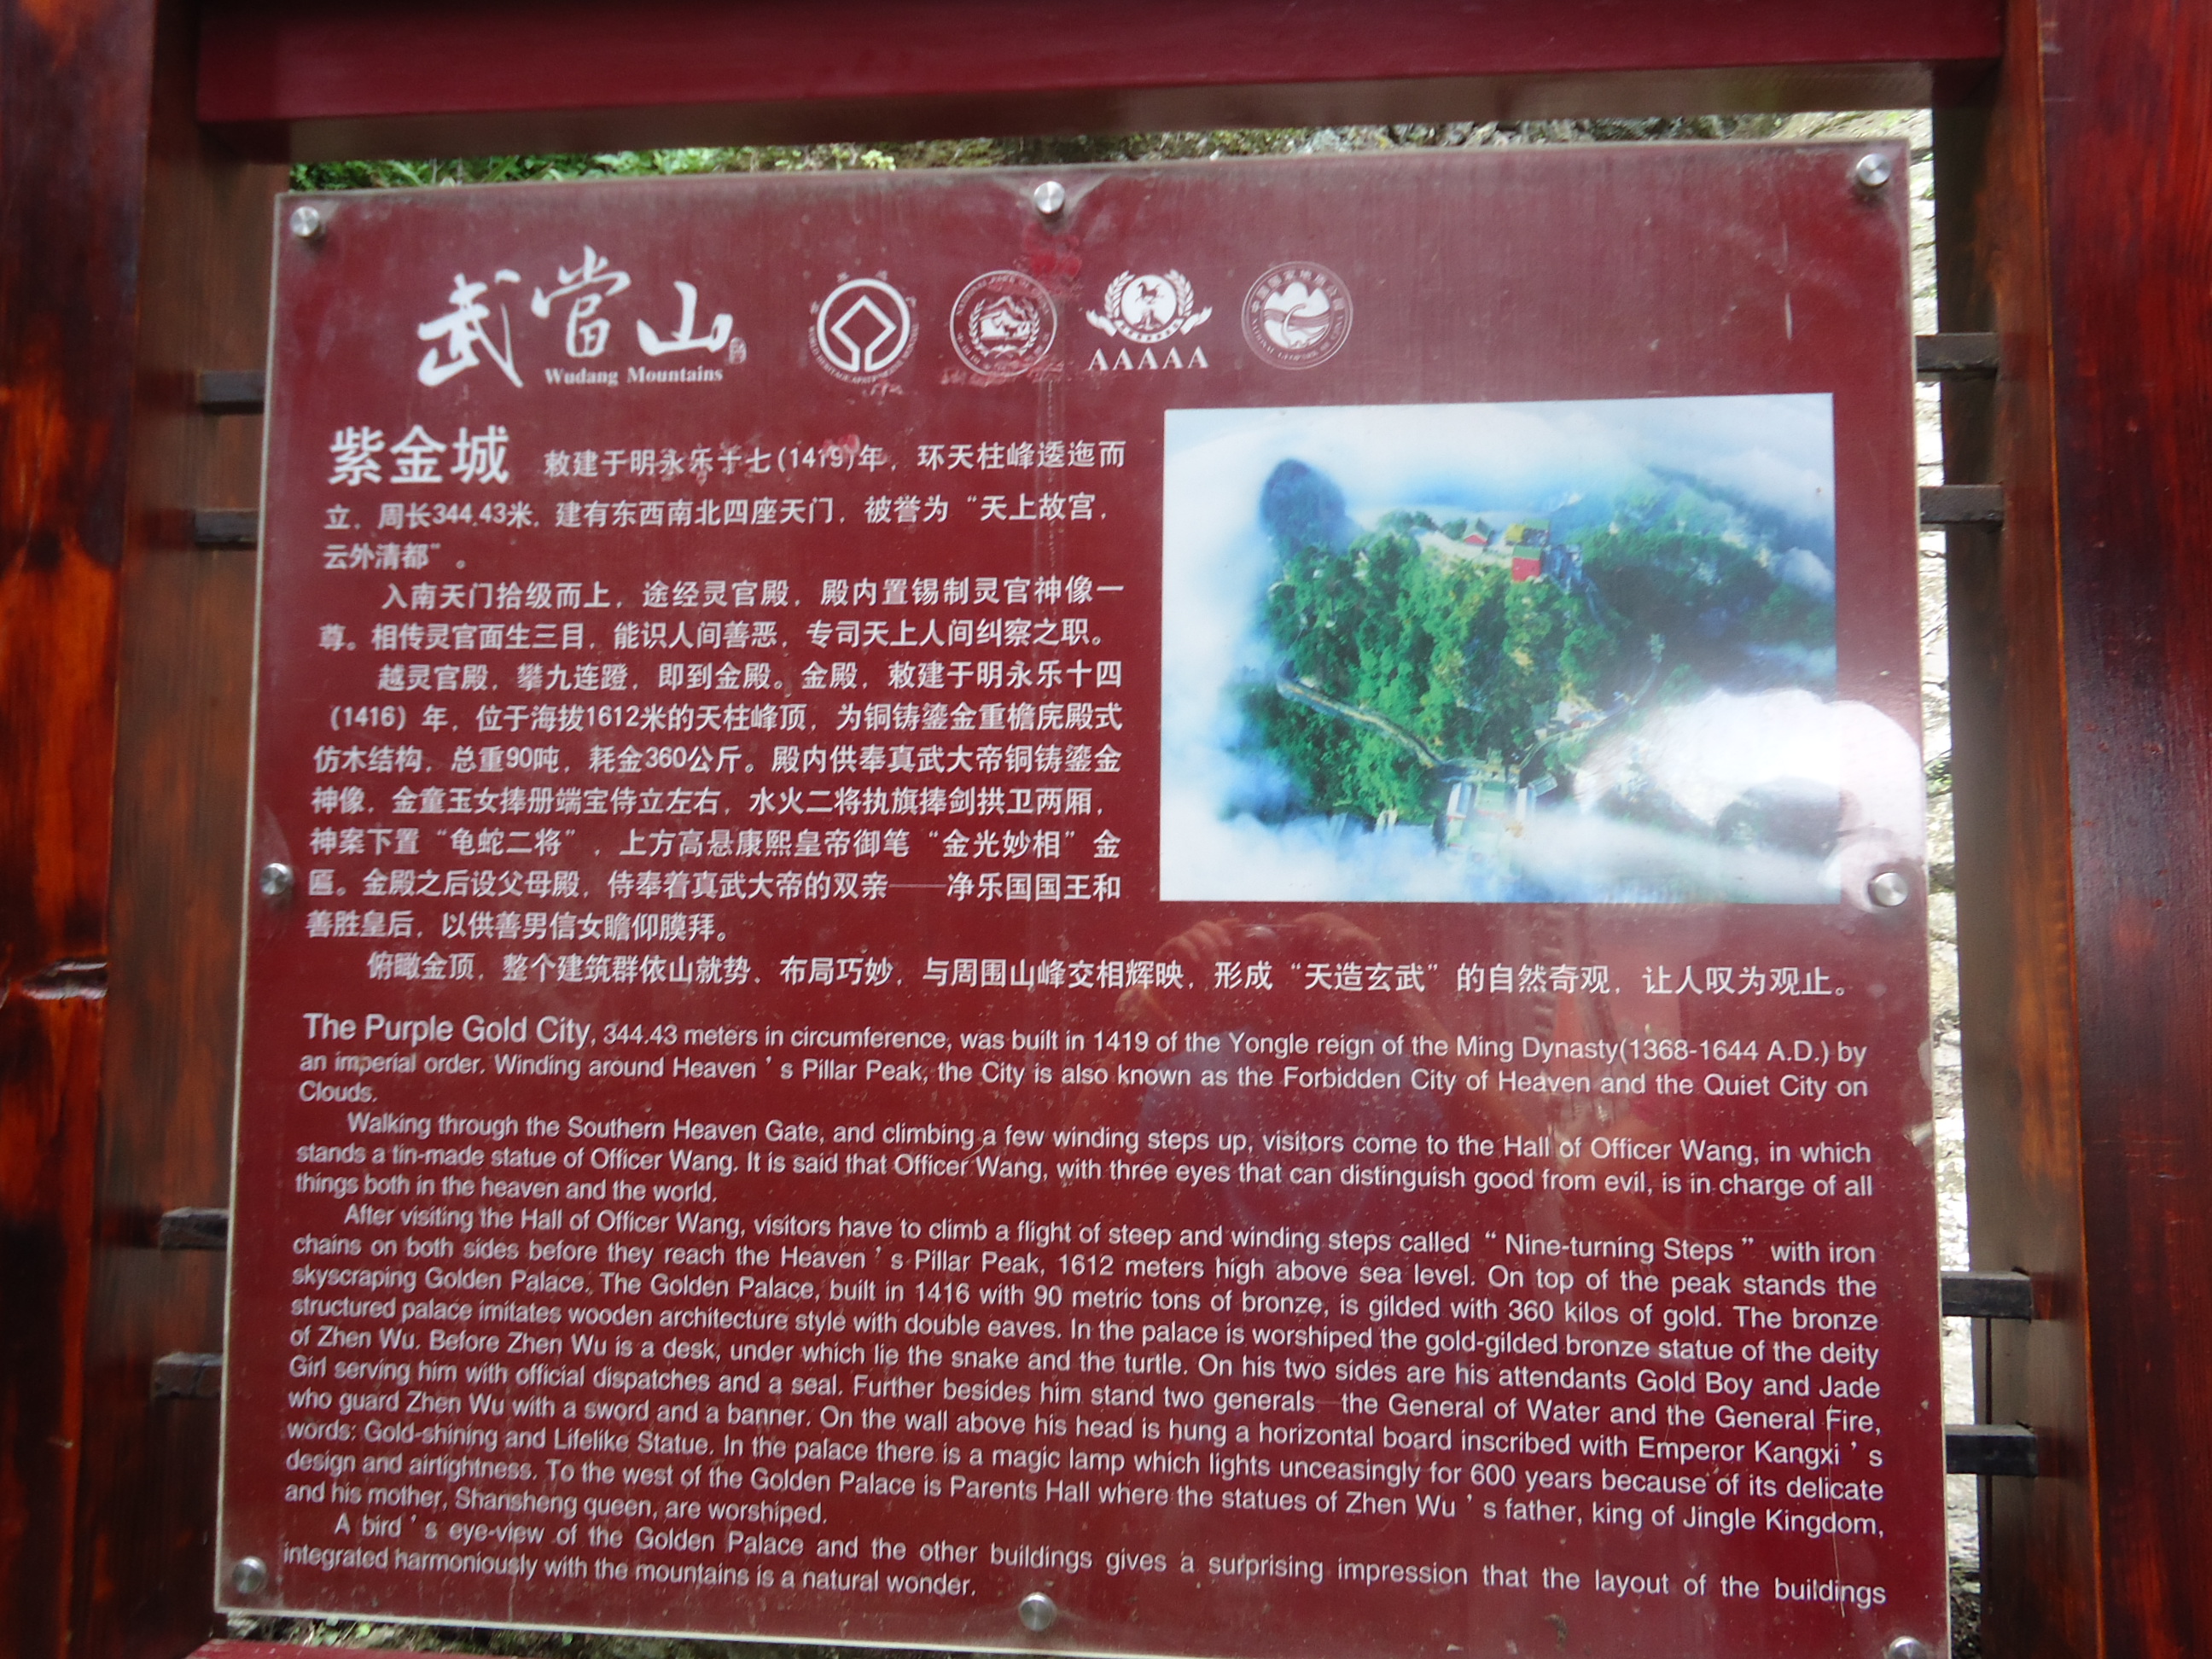 武當山
Wudang Mountains
AAAAA
紫金城 敕建于明永乐十七(1419)年，环天柱峰逶迤而
立，周长344.43米，建有东西南北四座天门，被誉为“天上故宫，
云外清都”。
入南天门拾级而上，途经灵官殿，殿内置锡制灵官神像一
尊。相传灵官面生三目，能识人间善恶，专司天上人间纠察之职。
越灵官殿，攀九连蹬，即到金殿。金殿，敕建于明永乐十四
(1416) 年，位于海拔1612米的天柱峰顶，为铜铸鎏金重檐庑殿式
仿木结构，总重90吨，耗金360公斤。殿内供奉真武大帝铜铸鎏金
神像，金童玉女捧册端宝侍立左右，水火二将执旗捧剑拱卫两厢，
神案下置“龟蛇二将”，上方高悬康熙皇帝御笔“金光妙相”金
匾。金殿之后设父母殿，侍奉着真武大帝的双亲——净乐国国王和
善胜皇后，以供善男信女瞻仰膜拜。
俯瞰金顶，整个建筑群依山就势、布局巧妙，与周围山峰交相辉映，形成“天造玄武”的自然奇观，让人叹为观止。
The Purple Gold City, 344.43 meters in circumference, was built in 1419 of the Yongle reign of the Ming Dynasty(1368-1644 A.D.) by
an imperial order. Winding around Heaven ' s Pillar Peak, the City is also known as the Forbidden City of Heaven and the Quiet City on
Clouds.
Walking through the Southern Heaven Gate, and climbing a few winding steps up, visitors come to the Hall of Officer Wang, in which
stands a tin-made statue of Officer Wang. It is said that Officer Wang, with three eyes that can distinguish good from evil, is in charge of all
things both in the heaven and the world.
After visiting the Hall of Officer Wang, visitors have to climb a flight of steep and winding steps called “ Nine-turning Steps ” with iron
chains on both sides before they reach the Heaven ' s Pillar Peak, 1612 meters high above sea level. On top of the peak stands the
skyscraping Golden Palace. The Golden Palace, built in 1416 with 90 metric tons of bronze, is gilded with 360 kilos of gold. The bronze
structured palace imitates wooden architecture style with double eaves. In the palace is worshiped the gold-gilded bronze statue of the deity
of Zhen Wu. Before Zhen Wu is a desk, under which lie the snake and the turtle. On his two sides are his attendants Gold Boy and Jade
Girl serving him with official dispatches and a seal. Further besides him stand two generals the General of Water and the General Fire,
who guard Zhen Wu with a sword and a banner. On the wall above his head is hung a horizontal board inscribed with Emperor Kangxi ' s
words: Gold-shining and Lifelike Statue. In the palace there is a magic lamp which lights unceasingly for 600 years because of its delicate
design and airtightness. To the west of the Golden Palace is Parents Hall where the statues of Zhen Wu ' s father, king of Jingle Kingdom,
and his mother, Shansheng queen, are worshiped.
A bird ' s eye-view of the Golden Palace and the other buildings gives a surprising impression that the layout of the buildings
integrated harmoniously with the mountains is a natural wonder.